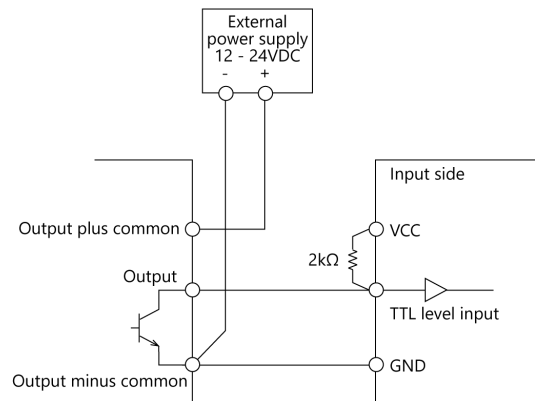 External
power supply
12 - 24VDC
- +
Input side
Output plus common
VCC
2kΩ
Output
TTL level input
GND
Output minus common